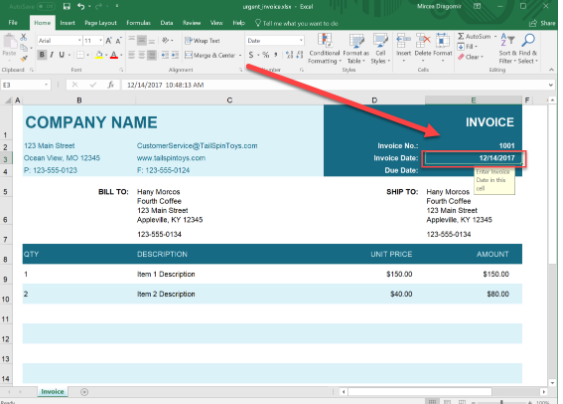 AutoSave
urgent_invoice.xlsx - Excel
Mircea Dragomir
File Home Insert Page Layout Formulas Data Review View Help Tell me what you want to do Share
Arial 11 Wrap Text Date AutoSum
Fill
Paste Merge & Center Conditional Format as Cell Insert Delete Format Clear Sort & Find &
Formatting Table Styles Filter Select
Clipboard Font Alignment Number Styles Cells Editing
E3 fx 12/14/2017 10:48:13 AM
A B C D E F
1 COMPANY NAME INVOICE
2 123 Main Street CustomerService@TailSpinToys.com Invoice No.: 1001
3 Ocean View, MO 12345 www.tailspintoys.com Invoice Date: 12/14/2017
4 P: 123-555-0123 F: 123-555-0124 Due Date:
Enter Invoice
Date in this
cell
5 BILL TO: Hany Morcos SHIP TO: Hany Morcos
Fourth Coffee Fourth Coffee
6 123 Main Street 123 Main Street
Appleville, KY 12345 Appleville, KY 12345
7 123-555-0134 123-555-0134
8 QTY DESCRIPTION UNIT PRICE AMOUNT
9 1 Item 1 Description $150.00 $150.00
10 2 Item 2 Description $40.00 $80.00
11
12
13
14
Invoice
Ready 100%